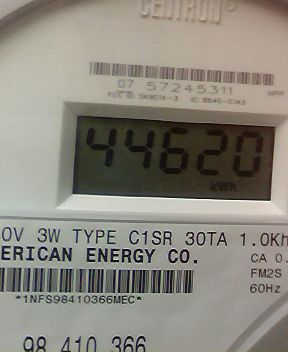 CENTRON®
07 57245311
44620
kWh
0V 3W TYPE C1SR 30TA 1.0Kh
ERICAN ENERGY CO. CA 0.
FM2S
*1NFS98410366MEC* 60Hz
98 410 366